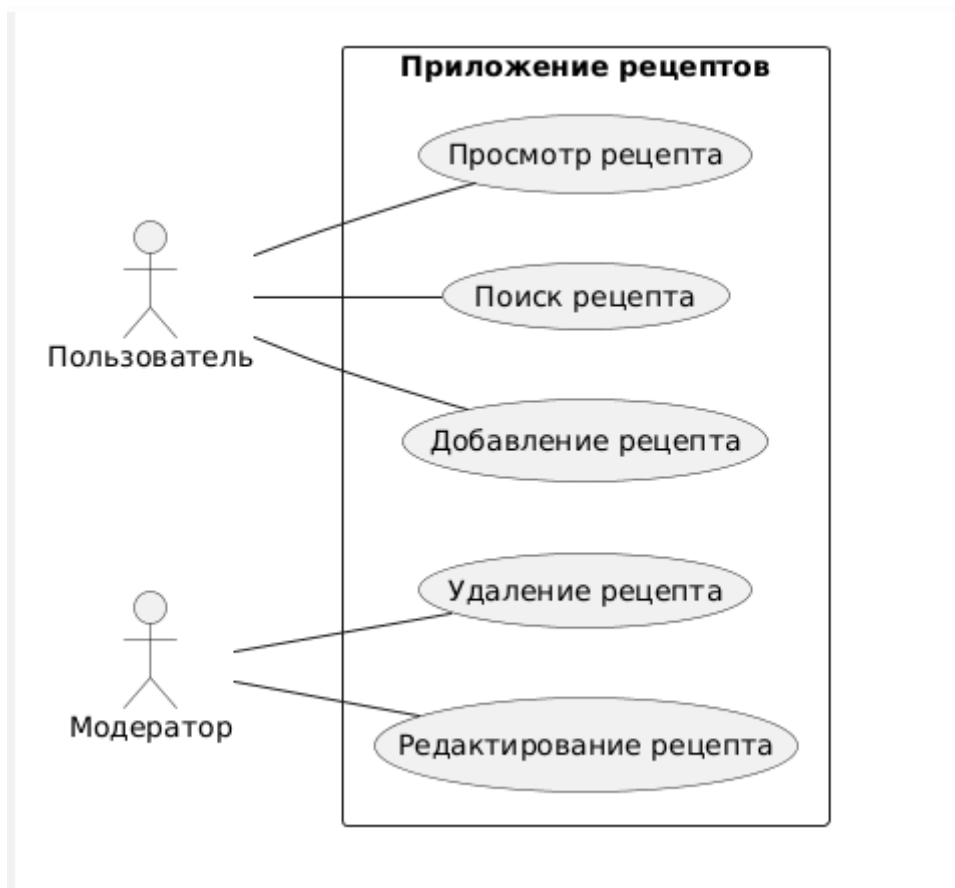 Приложение рецептов
Просмотр рецепта
Поиск рецепта
Пользователь
Добавление рецепта
Удаление рецепта
Модератор
Редактирование рецепта